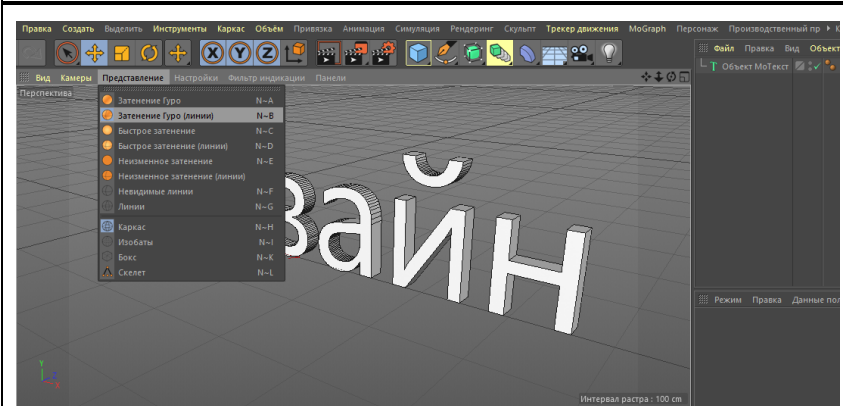 Правка Создать Выделить Инструменты Каркас Объём Привязка Анимация Симуляция Рендеринг Скульпт Трекер движения MoGraph Персонаж Производственный пр
Файл Правка Вид Объект
Объект МоТекст
Вид Камеры Представление Настройки Фильтр индикации Панели
Перспектива
Затенение Гуро N~A
Затенение Гуро (линии) N~B
Быстрое затенение N~C
Быстрое затенение (линии) N~D
Неизменное затенение N~E
Неизменное затенение (линии)
Невидимые линии N~F
Линии N~G
Каркас N~H
Изобаты N~I
Бокс N~K
Скелет N~L
X Y Z
зайн
Режим Правка Данные пол
Y
Z
X
Интервал растра : 100 cm